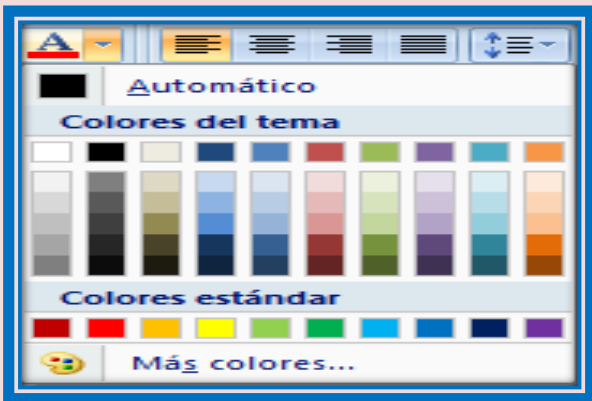 A
Automático
Colores del tema
Colores estándar
Más colores...